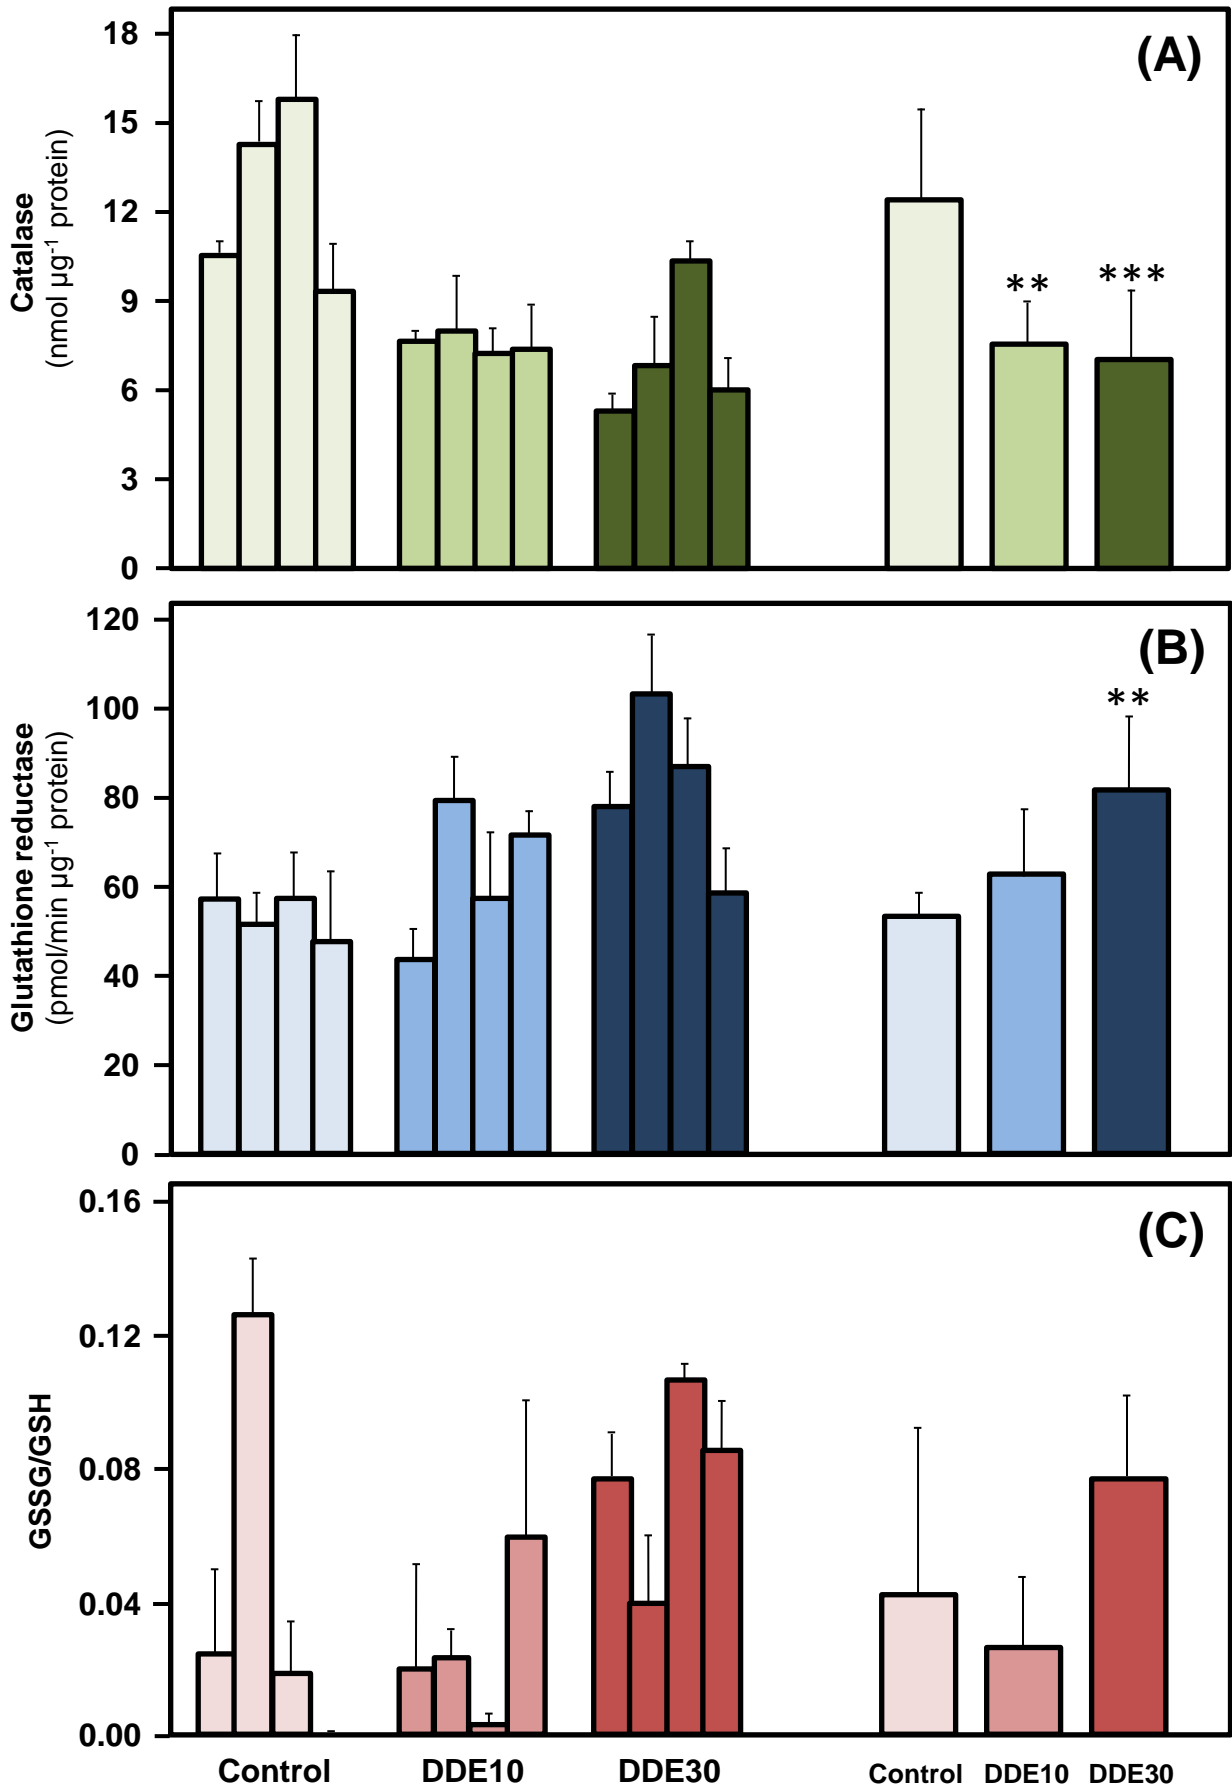 (A)
Catalase
(nmol µg⁻¹ protein)
18
15
12
9
6
3
0
**
***
(B)
Glutathione reductase
(pmol/min µg⁻¹ protein)
120
100
80
60
40
20
0
**
(C)
GSSG/GSH
0.16
0.12
0.08
0.04
0.00
Control DDE10 DDE30 Control DDE10 DDE30